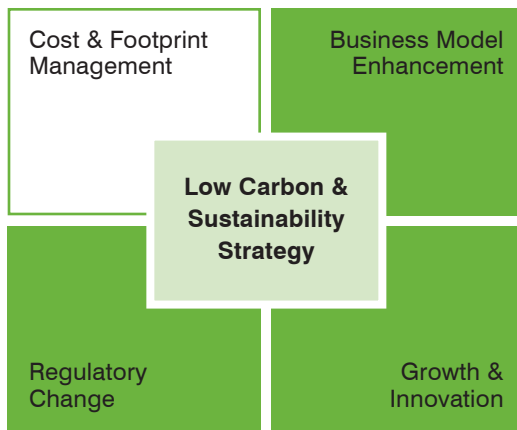 Cost & Footprint
Management
Business Model
Enhancement
Low Carbon &
Sustainability
Strategy
Regulatory
Change
Growth &
Innovation